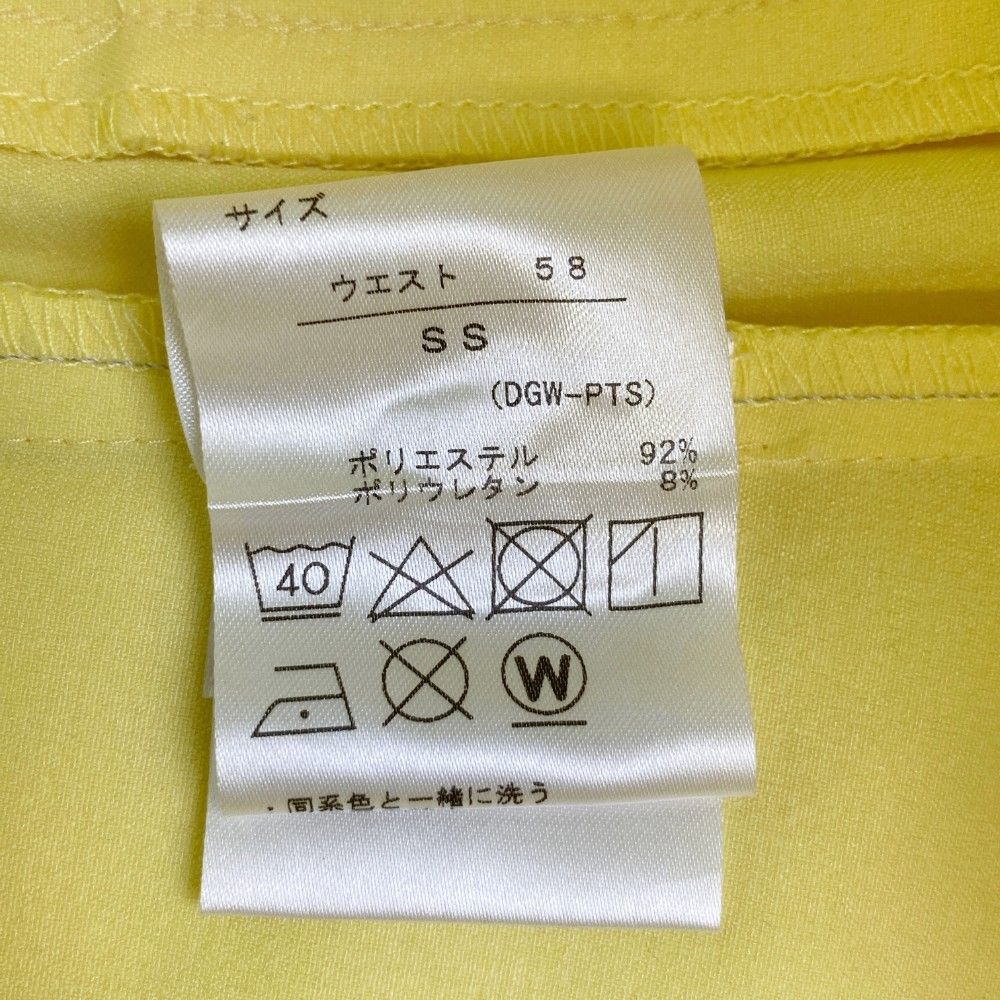 サイズ
ウエスト 58
SS
(DGW-PTS)
ポリエステル 92%
ポリウレタン 8%
40
W
・同系色と一緒に洗う